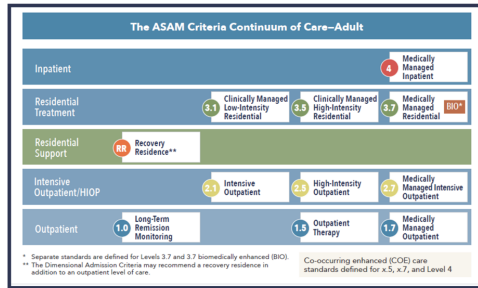 The ASAM Criteria Continuum of Care–Adult
Inpatient
4
Medically
Managed
Inpatient
Residential
Treatment
3.1
Clinically Managed
Low-Intensity
Residential
3.5
Clinically Managed
High-Intensity
Residential
3.7
Medically
Managed
Residential
BIO*
Residential
Support
RR
Recovery
Residence**
Intensive
Outpatient/HIOP
2.1
Intensive
Outpatient
2.5
High-Intensity
Outpatient
2.7
Medically
Managed Intensive
Outpatient
Outpatient
1.0
Long-Term
Remission
Monitoring
1.5
Outpatient
Therapy
1.7
Medically
Managed
Outpatient
* Separate standards are defined for Levels 3.7 and 3.7 biomedically enhanced (BIO).
** The Dimensional Admission Criteria may recommend a recovery residence in
addition to an outpatient level of care.
Co-occurring enhanced (COE) care
standards defined for x.5, x.7, and Level 4